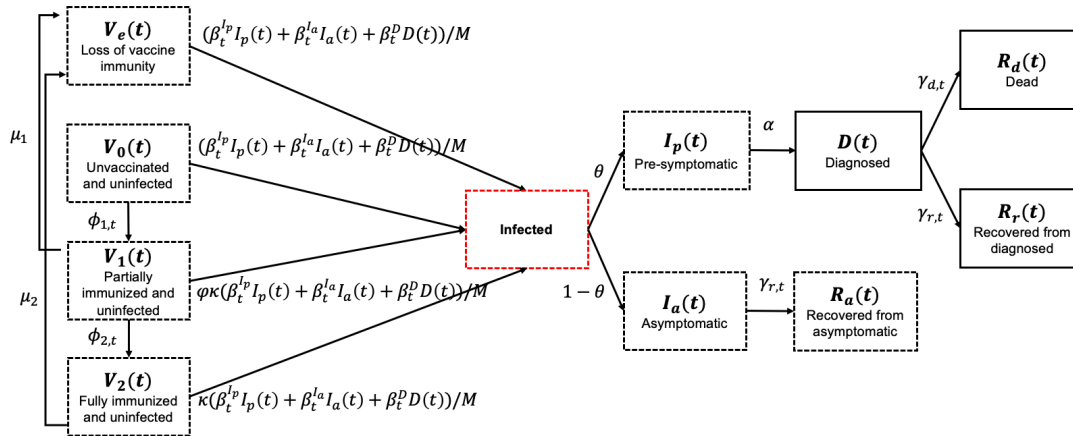 V_e(t)
Loss of vaccine
immunity
(β_t^{I_p} I_p(t) + β_t^{I_a} I_a(t) + β_t^D D(t))/M
μ_1
V_0(t)
Unvaccinated
and uninfected
(β_t^{I_p} I_p(t) + β_t^{I_a} I_a(t) + β_t^D D(t))/M
ϕ_{1,t}
V_1(t)
Partially
immunized and
uninfected
φκ(β_t^{I_p} I_p(t) + β_t^{I_a} I_a(t) + β_t^D D(t))/M
μ_2
ϕ_{2,t}
V_2(t)
Fully immunized
and uninfected
κ(β_t^{I_p} I_p(t) + β_t^{I_a} I_a(t) + β_t^D D(t))/M
Infected
θ
1 − θ
I_p(t)
Pre-symptomatic
α
D(t)
Diagnosed
γ_{d,t}
R_d(t)
Dead
γ_{r,t}
R_r(t)
Recovered from
diagnosed
I_a(t)
Asymptomatic
γ_{r,t}
R_a(t)
Recovered from
asymptomatic